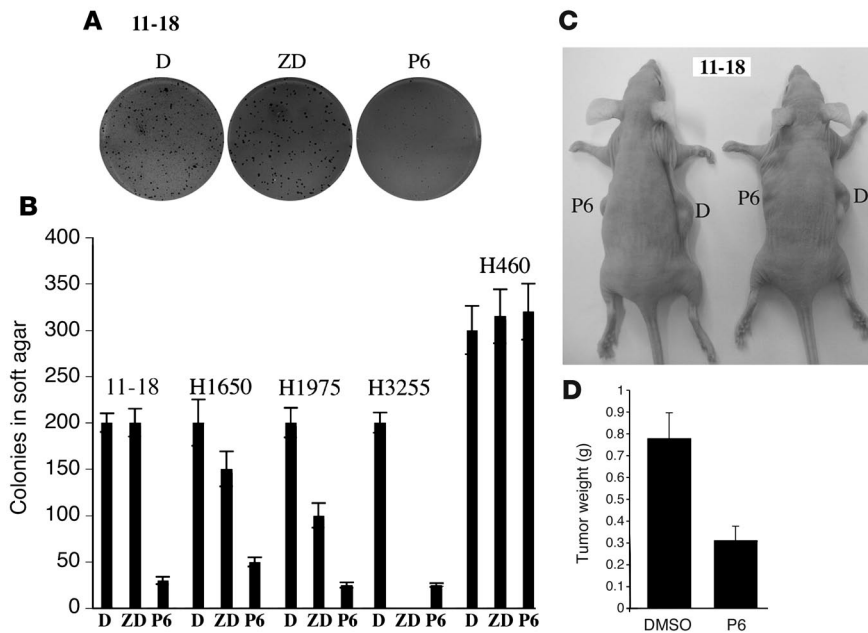 A 11-18
D ZD P6
B
Colonies in soft agar
400
350
300
250
200
150
100
50
0
11-18 H1650 H1975 H3255 H460
D ZD P6 D ZD P6 D ZD P6 D ZD P6 D ZD P6
C
11-18
P6 D P6 D
D
Tumor weight (g)
1
0.9
0.8
0.7
0.6
0.5
0.4
0.3
0.2
0.1
0
DMSO P6